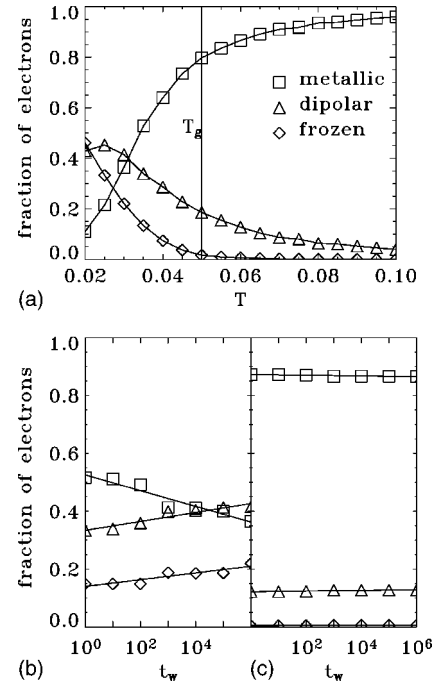 fraction of electrons
1.0
0.8
0.6
0.4
0.2
0.0
T_g
metallic
dipolar
frozen
0.02 0.04 0.06 0.08 0.10
(a)
T
fraction of electrons
1.0
0.8
0.6
0.4
0.2
0.0
10^0 10^2 10^4 10^2 10^4 10^6
(b)
t_w
(c)
t_w